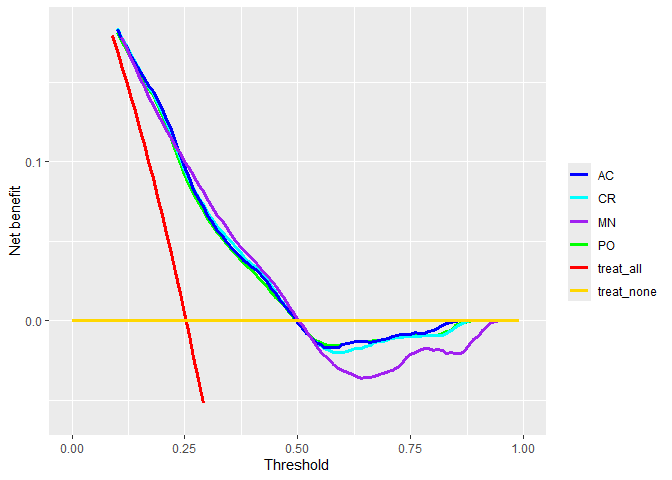 0.1
0.0
Net benefit
0.00
0.25
0.50
0.75
1.00
Threshold
AC
CR
MN
PO
treat_all
treat_none